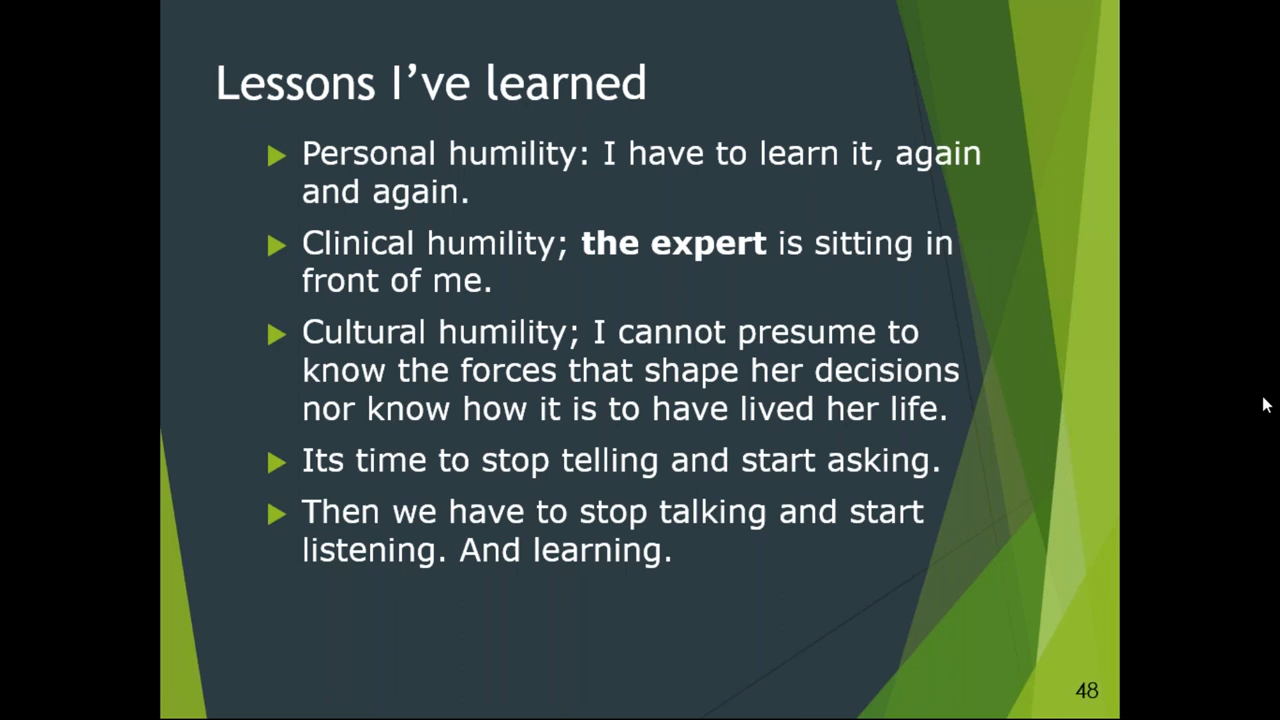 Lessons I've learned
Personal humility: I have to learn it, again
and again.
Clinical humility; the expert is sitting in
front of me.
Cultural humility; I cannot presume to
know the forces that shape her decisions
nor know how it is to have lived her life.
Its time to stop telling and start asking.
Then we have to stop talking and start
listening. And learning.
48